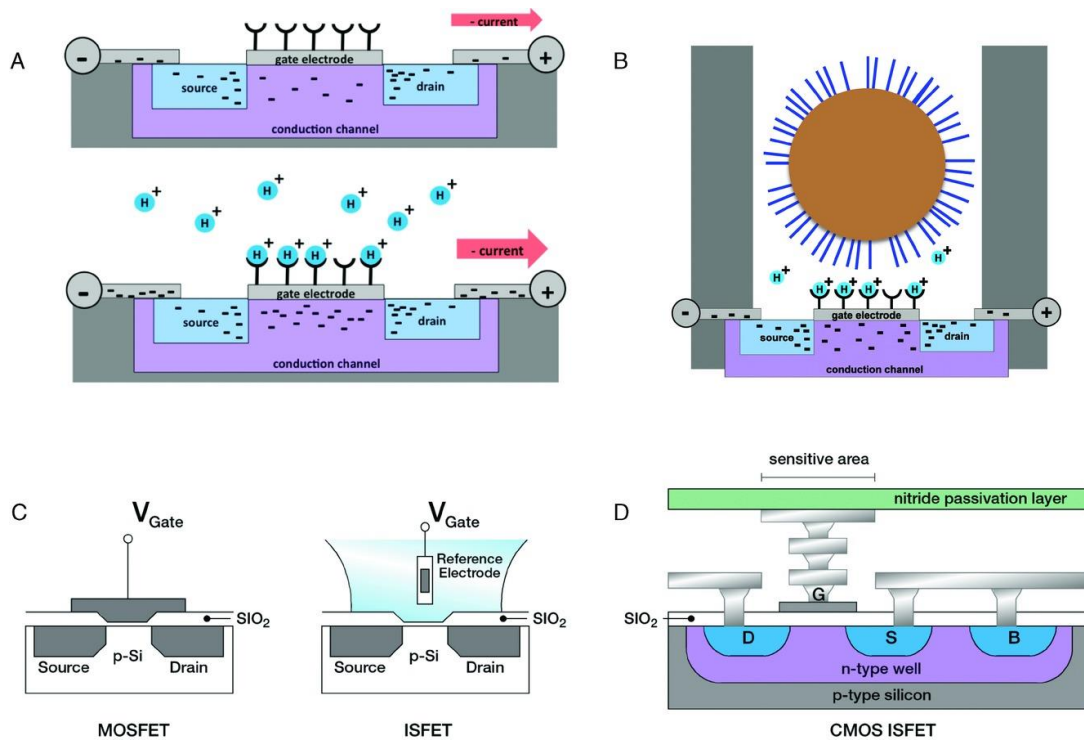 A
- current
gate electrode
-
+
source
drain
conduction channel
H+
H+
H+
H+
H+
H+
H+
H+
H+
H+
- current
gate electrode
-
+
source
drain
conduction channel
B
H+
H+
H+
H+
H+
H+
gate electrode
-
+
source
drain
conduction channel
C
VGate
SIO2
p-Si
Source
Drain
MOSFET
VGate
Reference
Electrode
SIO2
p-Si
Source
Drain
ISFET
D
sensitive area
nitride passivation layer
G
SIO2
D
S
B
n-type well
p-type silicon
CMOS ISFET